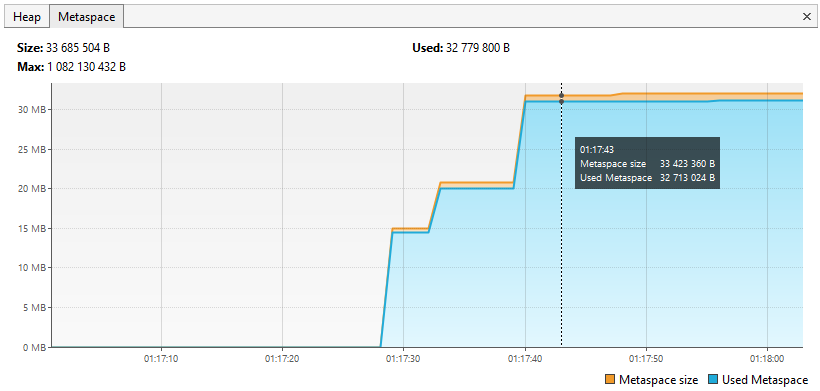 Heap Metaspace ×
Size: 33 685 504 B Used: 32 779 800 B
Max: 1 082 130 432 B
30 MB
25 MB
20 MB
15 MB
10 MB
5 MB
0 MB
01:17:43
Metaspace size 33 423 360 B
Used Metaspace 32 713 024 B
01:17:10 01:17:20 01:17:30 01:17:40 01:17:50 01:18:00
Metaspace size Used Metaspace